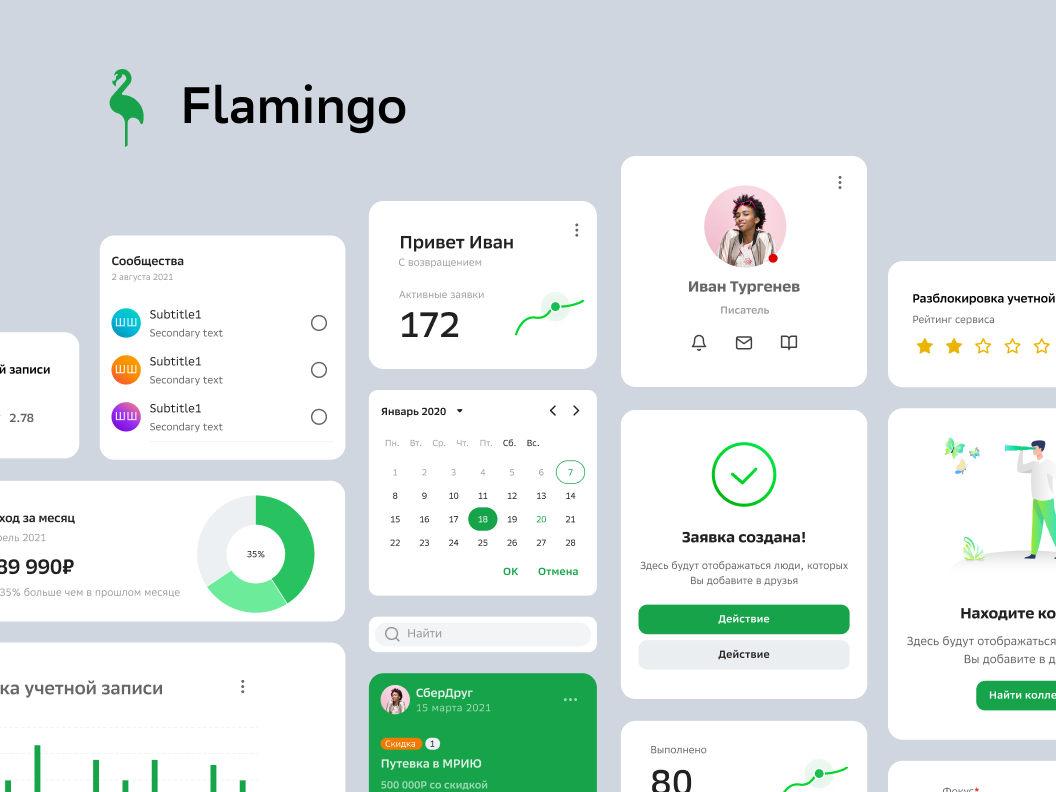 Flamingo
й записи
2.78
Сообщества
2 августа 2021
ШШ
Subtitle1
Secondary text
ШШ
Subtitle1
Secondary text
ШШ
Subtitle1
Secondary text
ход за месяц
рель 2021
89 990₽
35% больше чем в прошлом месяце
35%
ка учетной записи
Привет Иван
С возвращением
Активные заявки
172
Январь 2020
Пн. Вт. Ср. Чт. Пт. Сб. Вс.
1 2 3 4 5 6 7
8 9 10 11 12 13 14
15 16 17 18 19 20 21
22 23 24 25 26 27 28
ОК Отмена
Найти
СберДруг
15 марта 2021
Скидка 1
Путевка в МРИЮ
500 000Р со скидкой
Иван Тургенев
Писатель
Заявка создана!
Здесь будут отображаться люди, которых
Вы добавите в друзья
Действие
Действие
Выполнено
80
Разблокировка учетной
Рейтинг сервиса
Находите ко
Здесь будут отображаться
Вы добавите в д
Найти колле
Фокус*